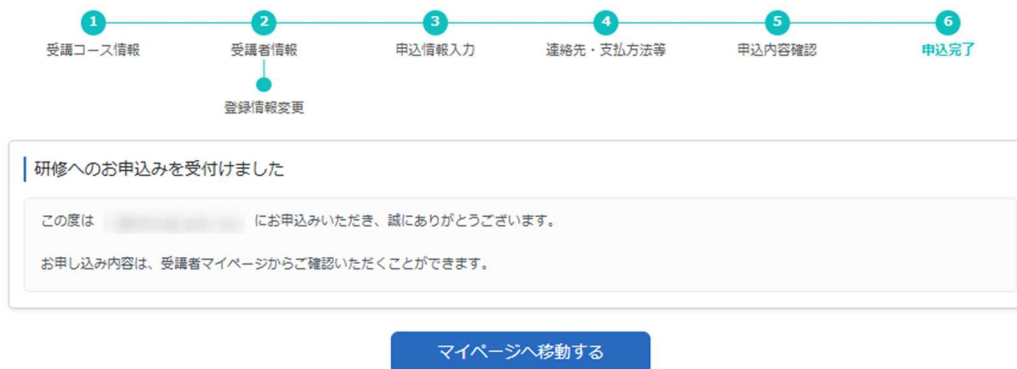 1 2 3 4 5 6
受講コース情報 受講者情報 申込情報入力 連絡先・支払方法等 申込内容確認 申込完了
登録情報変更
研修へのお申込みを受付けました
この度は にお申込みいただき、誠にありがとうございます。
お申し込み内容は、受講者マイページからご確認いただくことができます。
マイページへ移動する